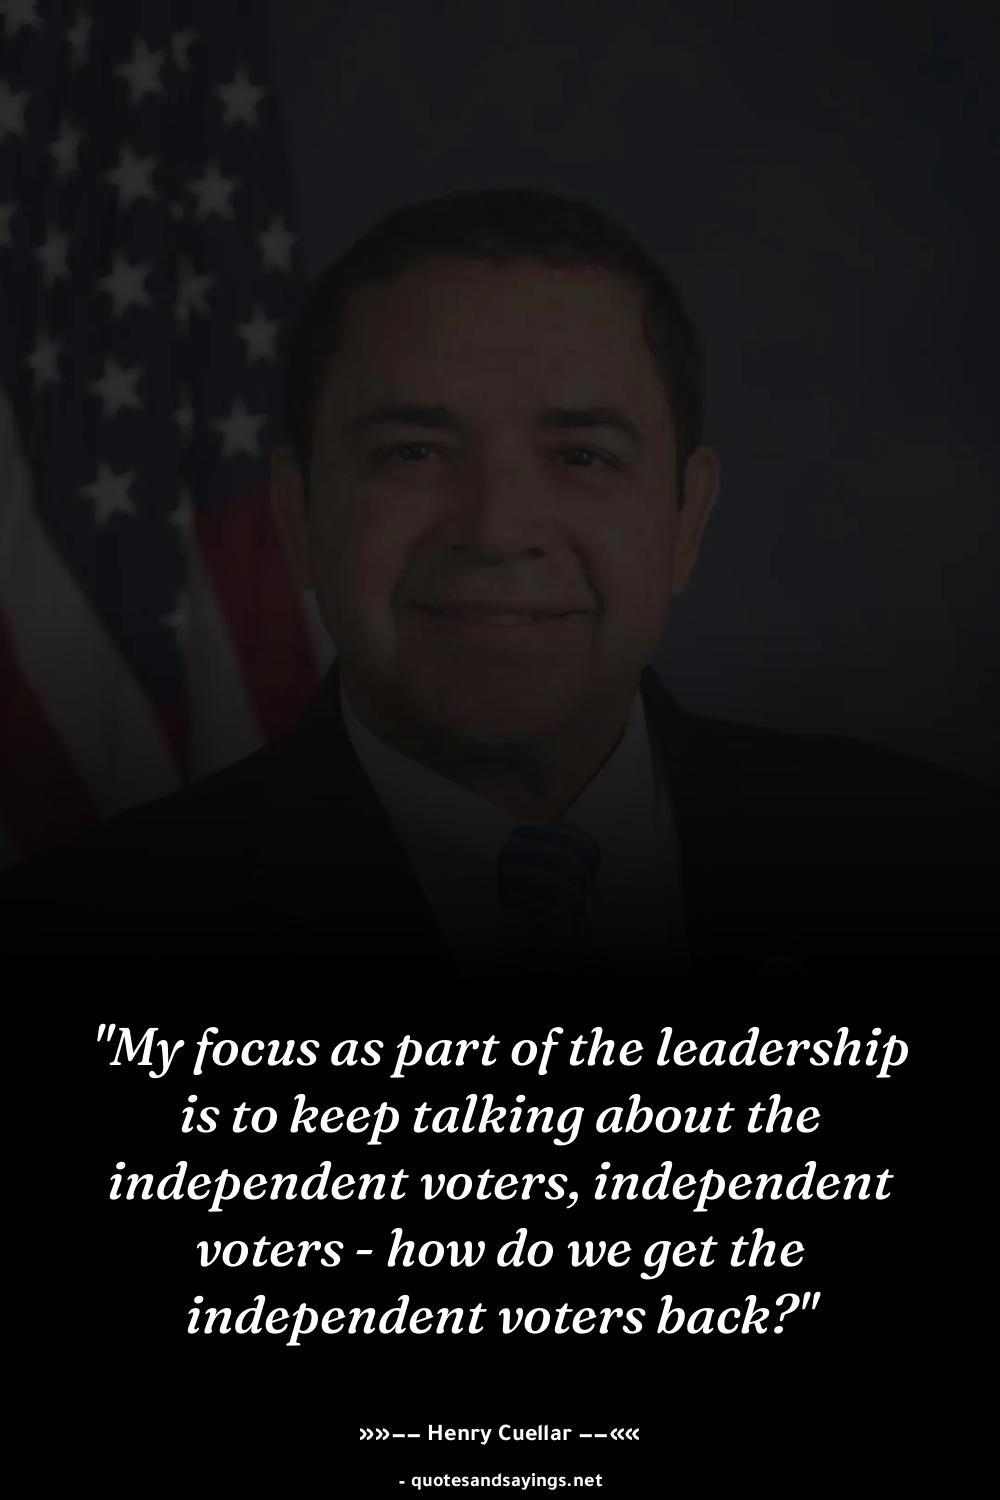 "My focus as part of the leadership
is to keep talking about the
independent voters, independent
voters - how do we get the
independent voters back?"
»»−− Henry Cuellar −−««
- quotesandsayings.net